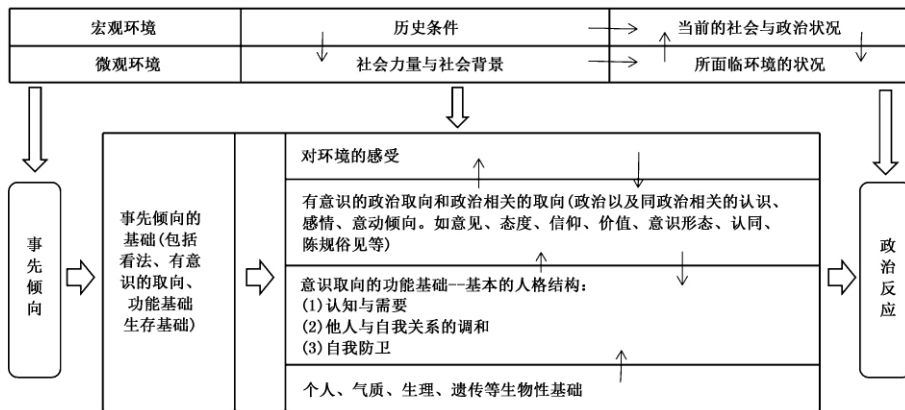 宏观环境
历史条件
当前的社会与政治状况
微观环境
社会力量与社会背景
所面临环境的状况
事
先
倾
向
事先倾向的
基础(包括
看法、有意
识的取向、
功能基础
生存基础)
对环境的感受
有意识的政治取向和政治相关的取向(政治以及同政治相关的认识、
感情、意动倾向。如意见、态度、信仰、价值、意识形态、认同、
陈规俗见等)
意识取向的功能基础--基本的人格结构:
(1)认知与需要
(2)他人与自我关系的调和
(3)自我防卫
个人、气质、生理、遗传等生物性基础
政
治
反
应